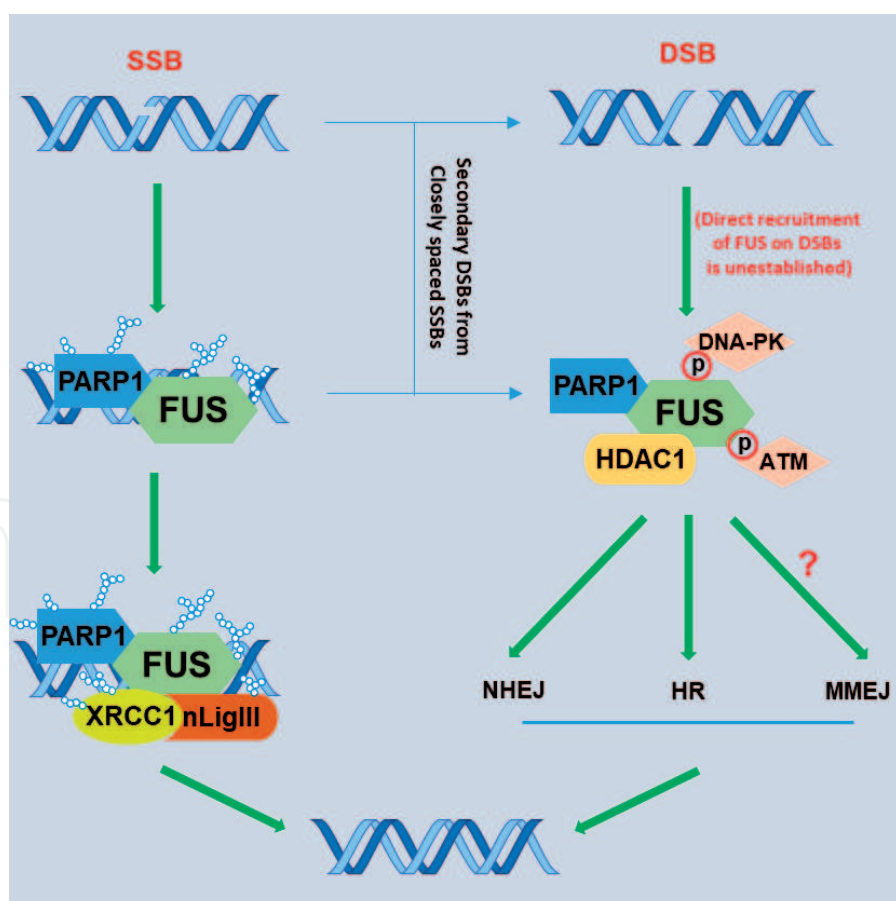 SSB
DSB
Secondary DSBs from
Closely spaced SSBs
(Direct recruitment
of FUS on DSBs
is unestablished)
PARP1
FUS
DNA-PK
p
PARP1
FUS
p
HDAC1
ATM
?
PARP1
FUS
XRCC1
nLigIII
NHEJ
HR
MMEJ